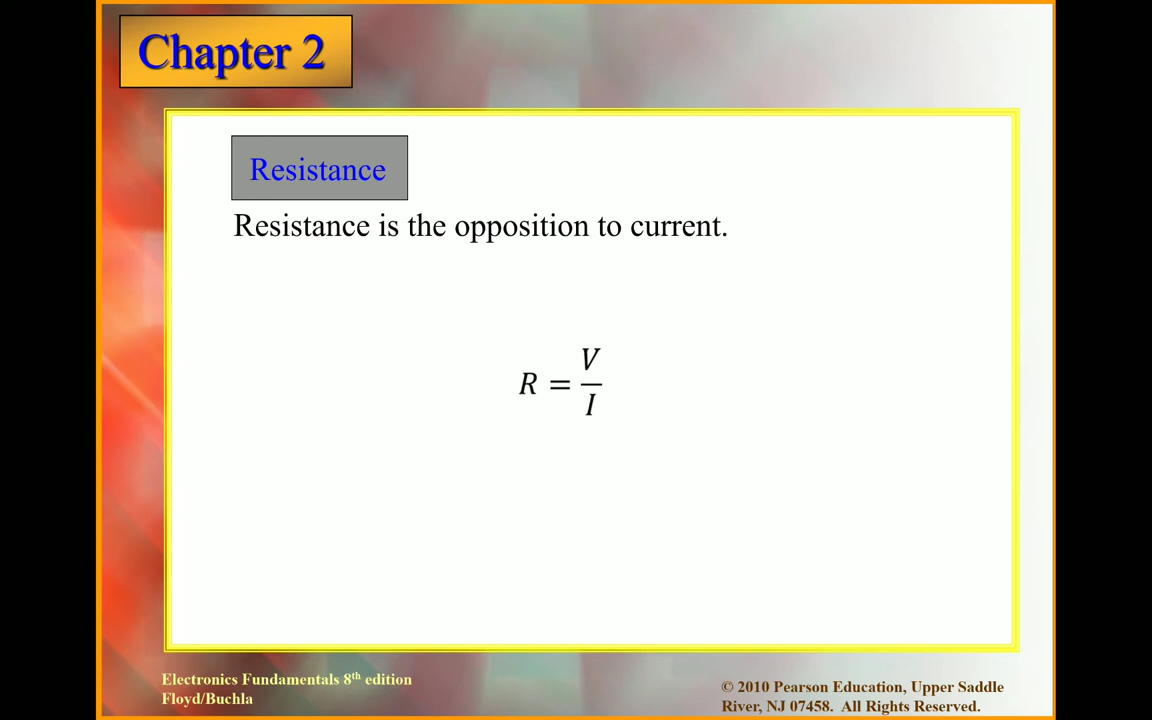 Chapter 2
Resistance
Resistance is the opposition to current.
R = V/I
Electronics Fundamentals 8th edition
Floyd/Buchla
© 2010 Pearson Education, Upper Saddle
River, NJ 07458. All Rights Reserved.